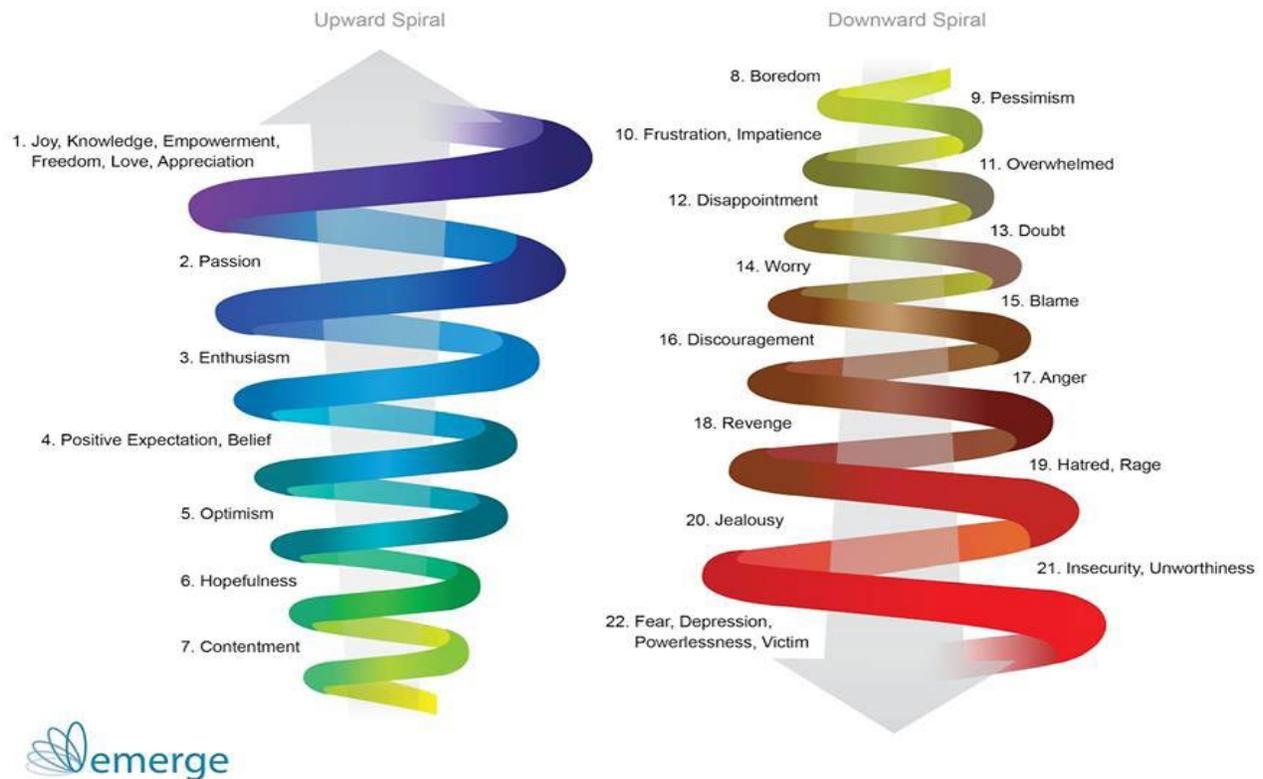 Upward Spiral
1. Joy, Knowledge, Empowerment,
Freedom, Love, Appreciation
2. Passion
3. Enthusiasm
4. Positive Expectation, Belief
5. Optimism
6. Hopefulness
7. Contentment
Downward Spiral
8. Boredom
9. Pessimism
10. Frustration, Impatience
11. Overwhelmed
12. Disappointment
13. Doubt
14. Worry
15. Blame
16. Discouragement
17. Anger
18. Revenge
19. Hatred, Rage
20. Jealousy
21. Insecurity, Unworthiness
22. Fear, Depression,
Powerlessness, Victim
emerge